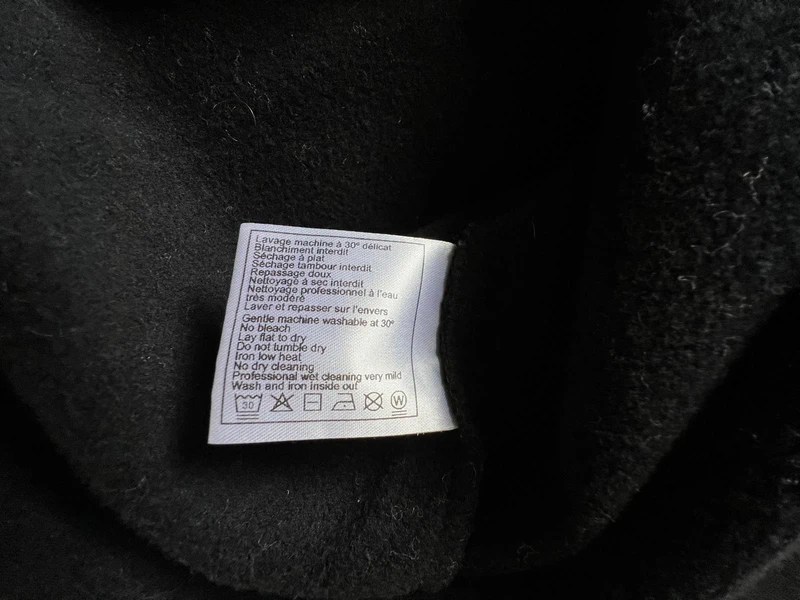 Lavage machine à 30° délicat
Blanchiment interdit
Séchage à plat
Séchage tambour interdit
Repassage doux
Nettoyage à sec interdit
Nettoyage professionnel à l'eau
très modéré
Laver et repasser sur l'envers
Gentle machine washable at 30°
No bleach
Lay flat to dry
Do not tumble dry
Iron low heat
No dry cleaning
Professional wet cleaning very mild
Wash and iron inside out
30 W